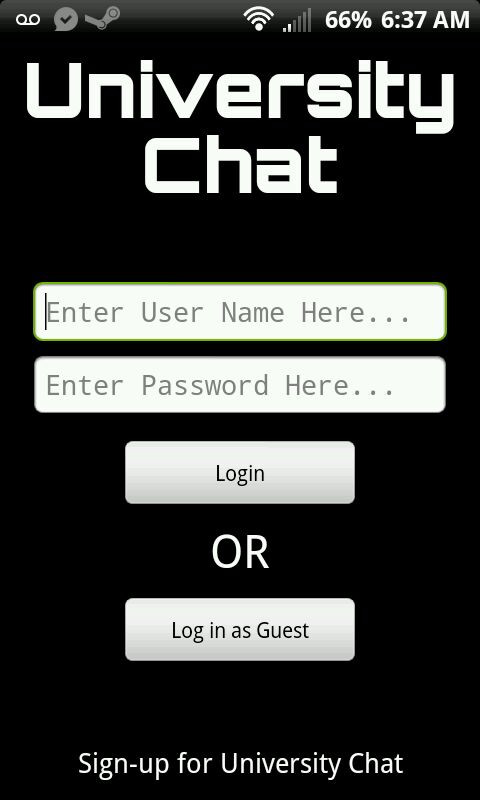 66% 6:37 AM
University
Chat
Enter User Name Here...
Enter Password Here...
Login
OR
Log in as Guest
Sign-up for University Chat